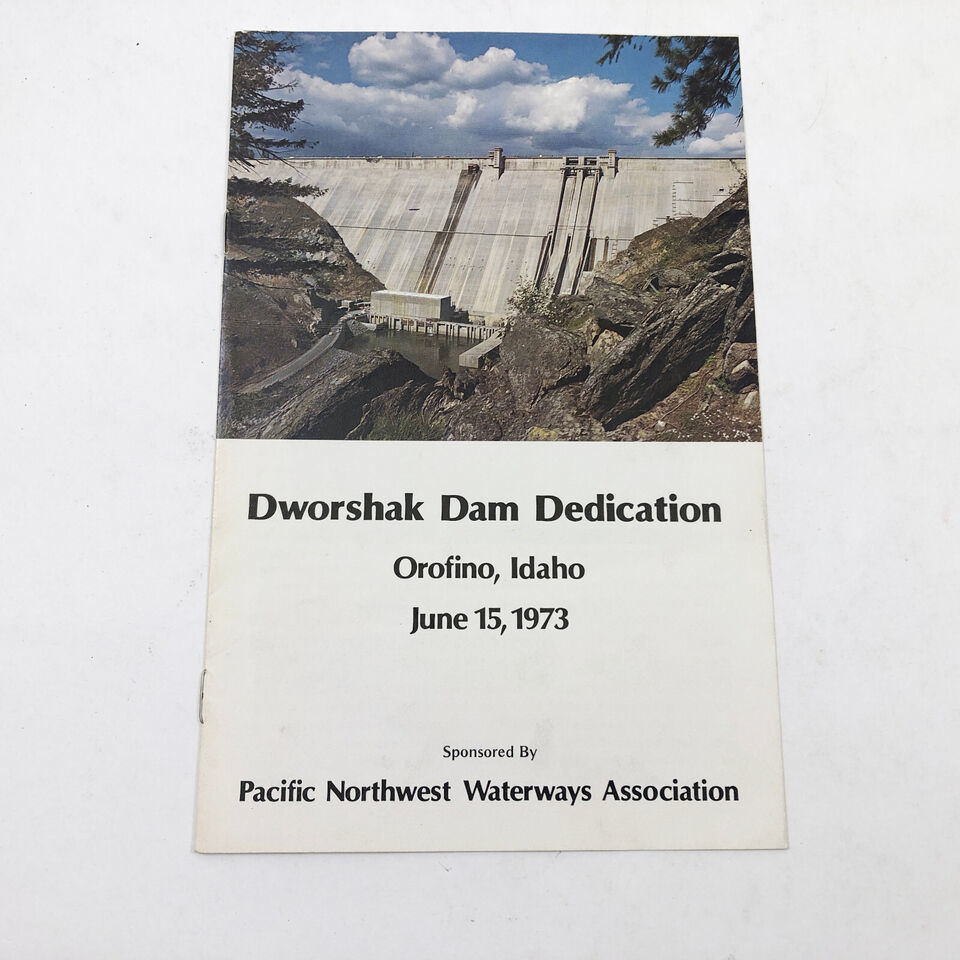 Dworshak Dam Dedication
Orofino, Idaho
June 15, 1973
Sponsored By
Pacific Northwest Waterways Association